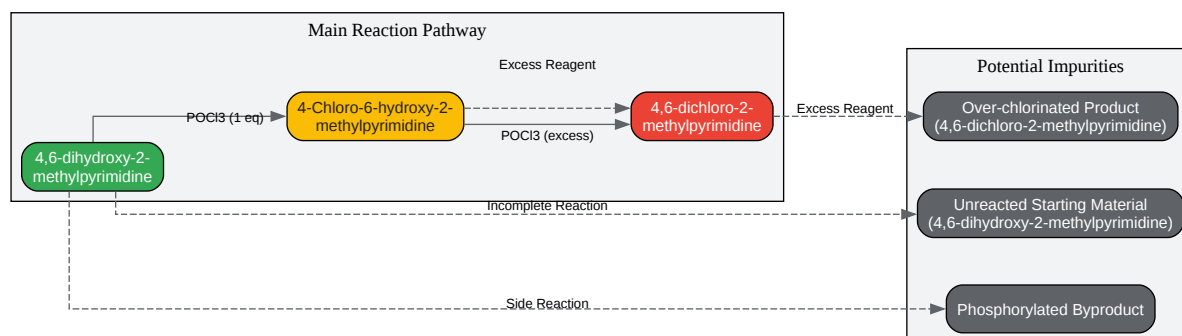 Main Reaction Pathway
Potential Impurities
Excess Reagent
POCl3 (1 eq)
4-Chloro-6-hydroxy-2-
methylpyrimidine
POCl3 (excess)
4,6-dichloro-2-
methylpyrimidine
Excess Reagent
Over-chlorinated Product
(4,6-dichloro-2-methylpyrimidine)
4,6-dihydroxy-2-
methylpyrimidine
Incomplete Reaction
Unreacted Starting Material
(4,6-dihydroxy-2-methylpyrimidine)
Side Reaction
Phosphorylated Byproduct